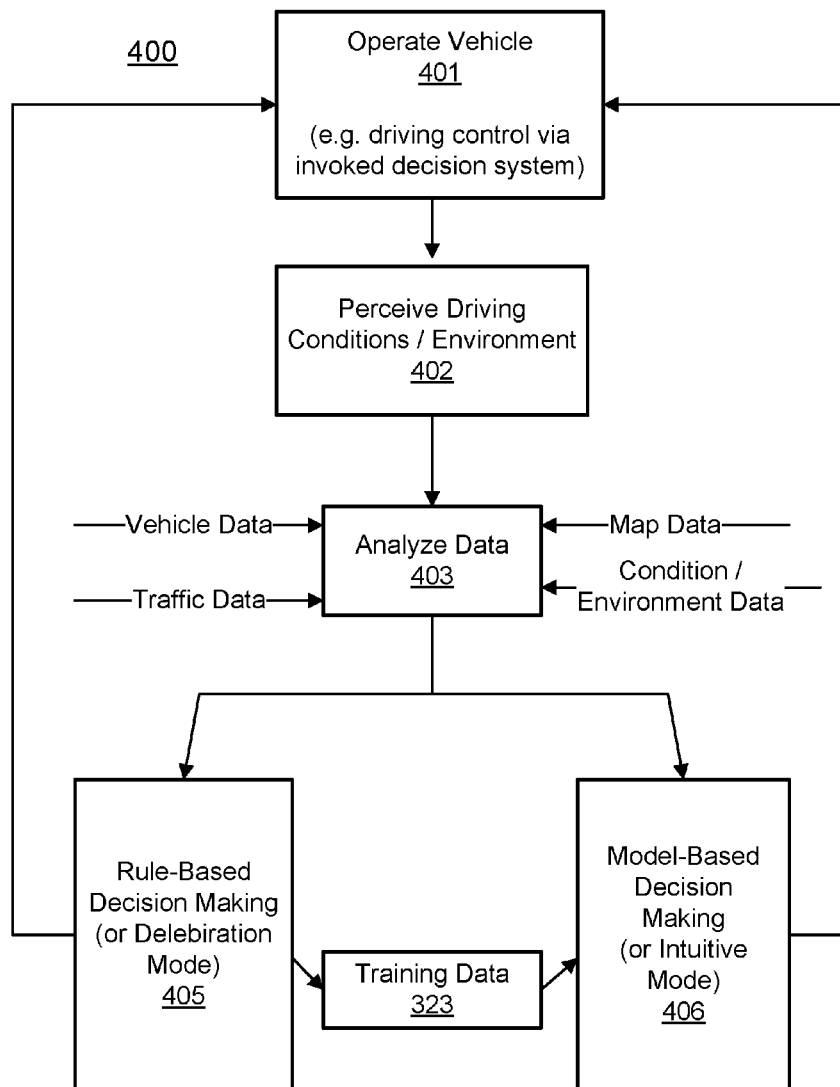 400
Operate Vehicle
401
(e.g. driving control via
invoked decision system)
Perceive Driving
Conditions / Environment
402
Vehicle Data
Traffic Data
Analyze Data
403
Map Data
Condition /
Environment Data
Rule-Based
Decision Making
(or Delebiration
Mode)
405
Training Data
323
Model-Based
Decision
Making
(or Intuitive
Mode)
406